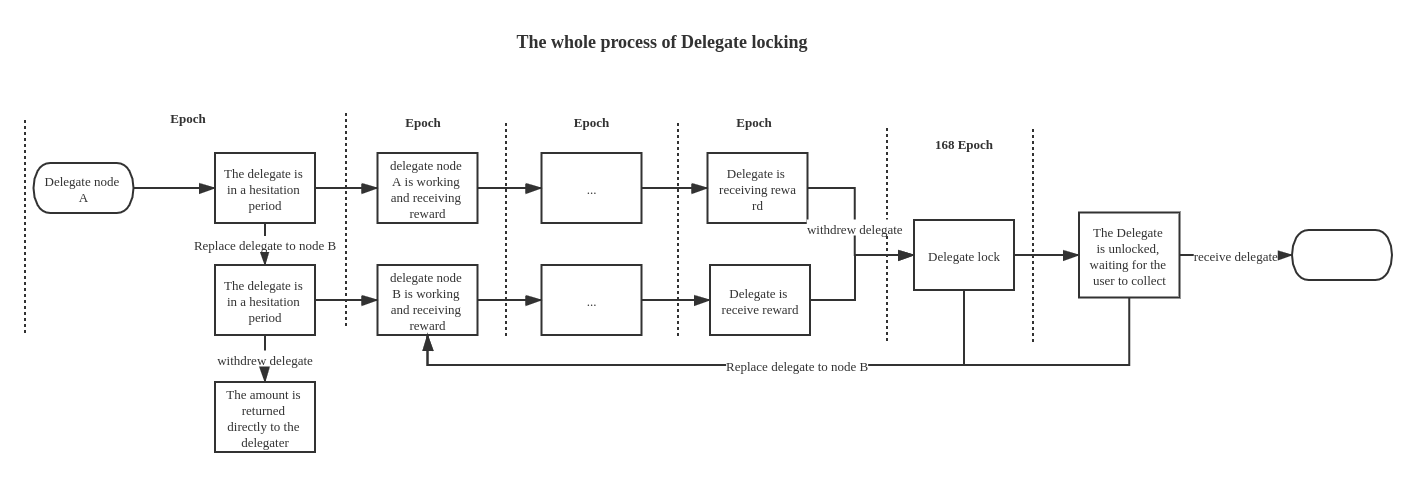 The whole process of Delegate locking
Epoch
Epoch
Epoch
Epoch
168 Epoch
Delegate node
A
The delegate is
in a hesitation
period
delegate node
A is working
and receiving
reward
...
Delegate is
receiving rewa
rd
Replace delegate to node B
withdrew delegate
The delegate is
in a hesitation
period
delegate node
B is working
and receiving
reward
...
Delegate is
receive reward
Delegate lock
The Delegate
is unlocked,
waiting for the
user to collect
receive delegate
withdrew delegate
Replace delegate to node B
The amount is
returned
directly to the
delegater